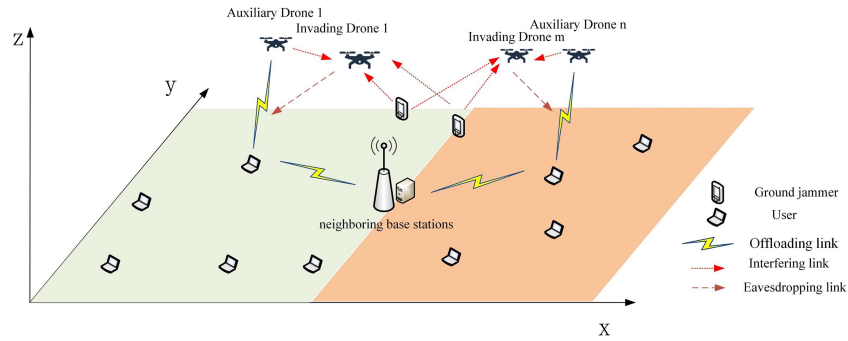 Auxiliary Drone 1
Invading Drone 1
Invading Drone m
Auxiliary Drone n
Z
y
neighboring base stations
Ground jammer
User
Offloading link
Interfering link
Eavesdropping link
X